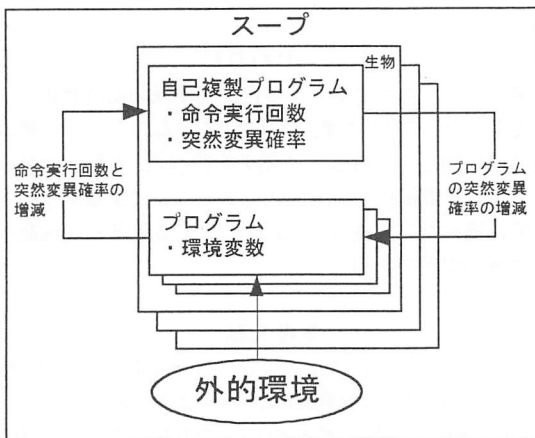 スープ
生物
自己複製プログラム
・命令実行回数
・突然変異確率
命令実行回数と
突然変異確率の
増減
プログラム
の突然変異
確率の増減
プログラム
・環境変数
外的環境